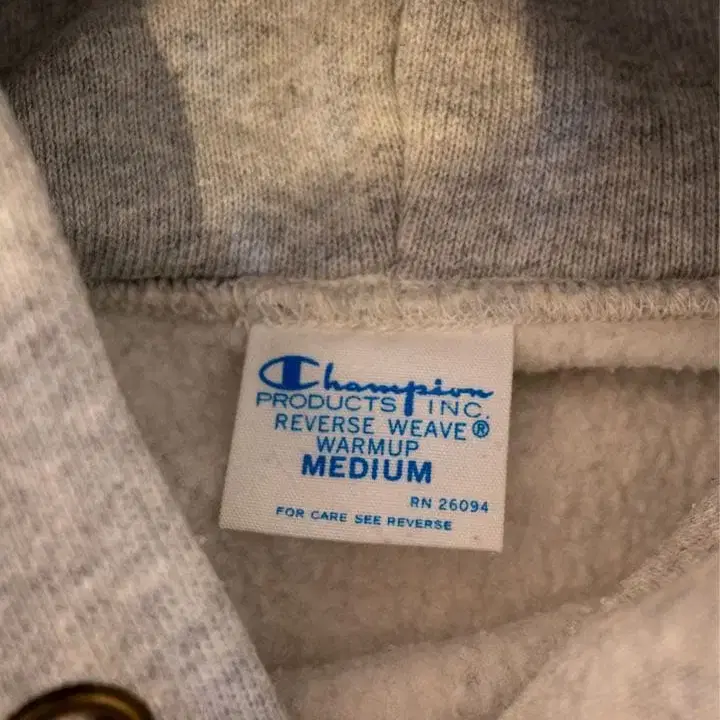 Champion
PRODUCTS INC.
REVERSE WEAVE®
WARMUP
MEDIUM
RN 26094
FOR CARE SEE REVERSE